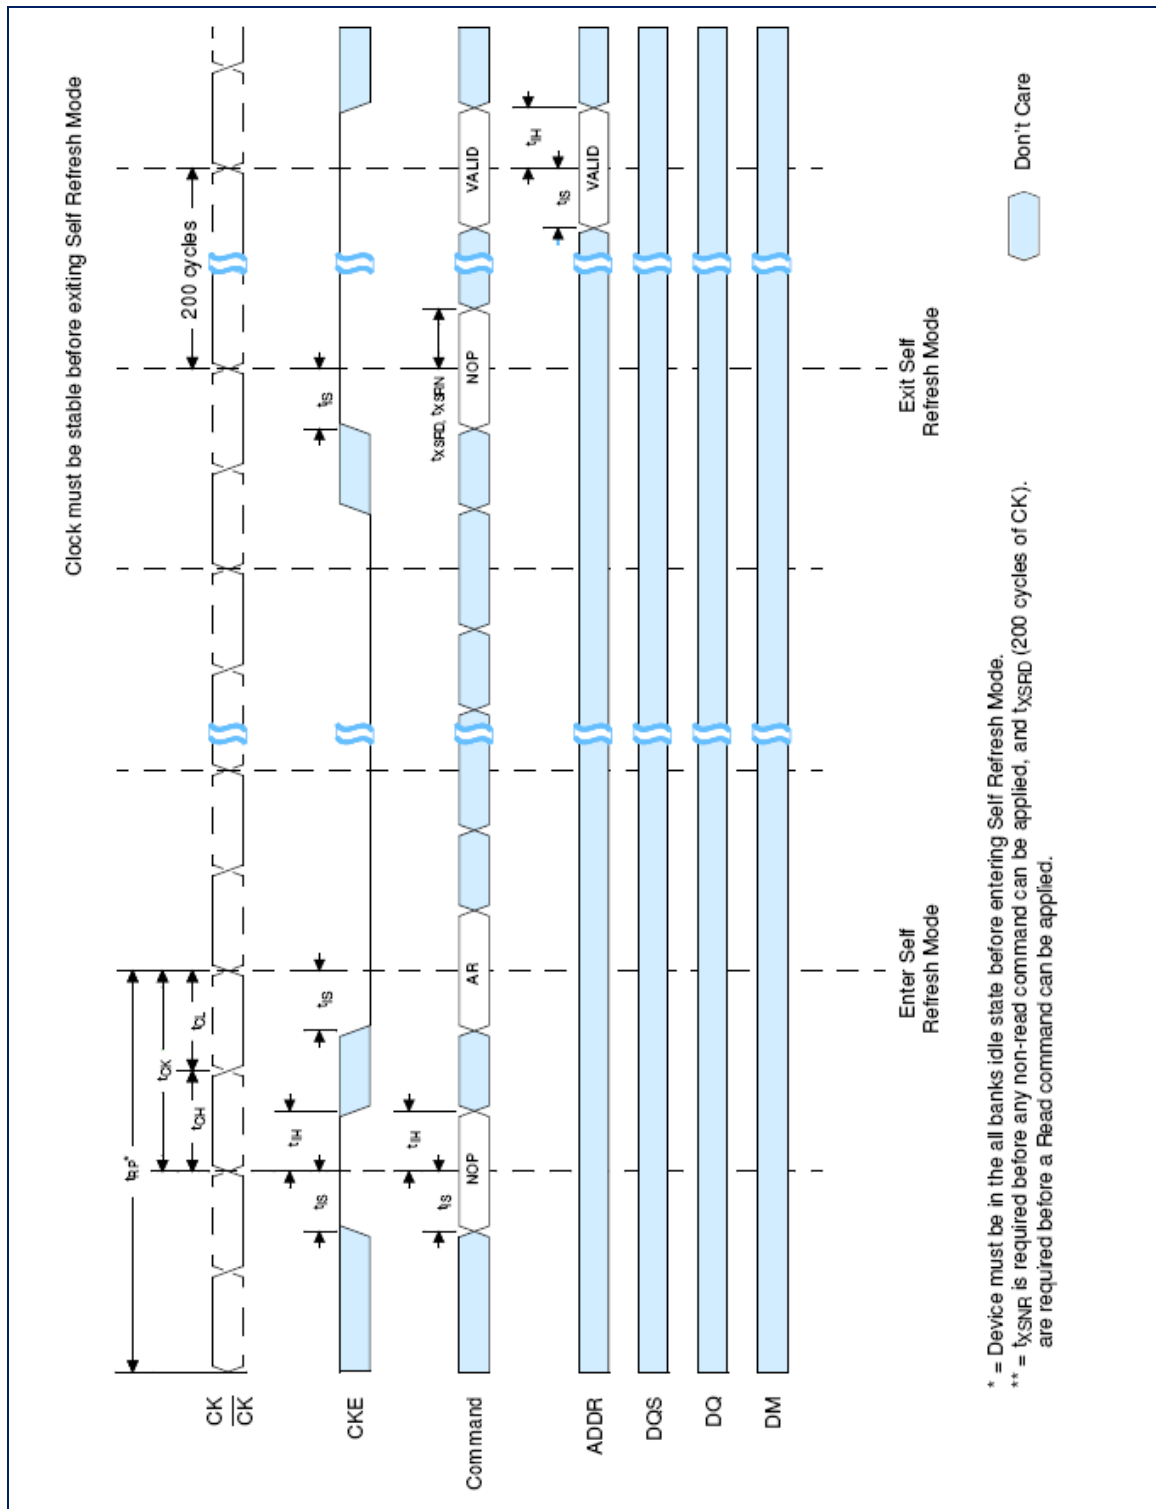 Clock must be stable before exiting Self Refresh Mode
tRP*
tCK
200 cycles
tCH
tCL
CK
CK
tIS
tIH
tIS
tIS
CKE
tIS
tIH
tXSRD, tXSRN
Command
NOP
AR
NOP
VALID
tIS
tIH
ADDR
VALID
DQS
DQ
DM
Enter Self
Refresh Mode
Exit Self
Refresh Mode
* = Device must be in the all banks idle state before entering Self Refresh Mode.
** = tXSNR is required before any non-read command can be applied, and tXSRD (200 cycles of CK).
are required before a Read command can be applied.
Don't Care